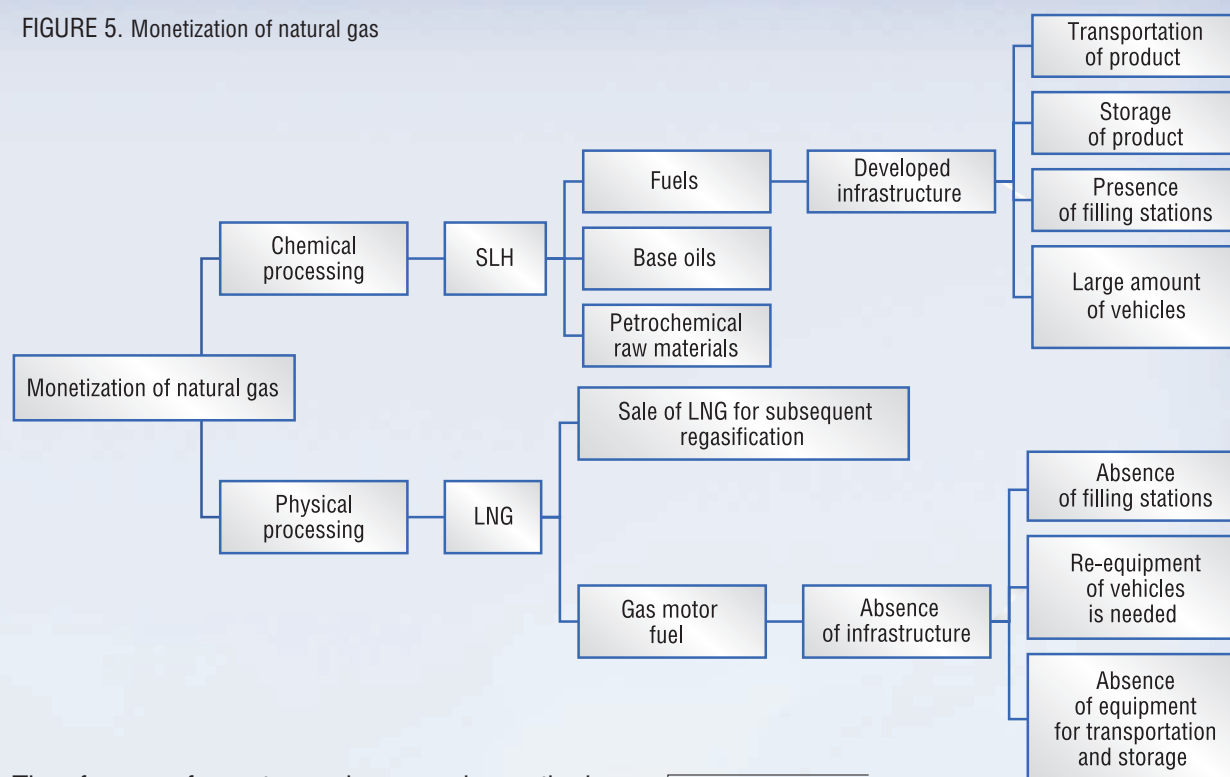 FIGURE 5. Monetization of natural gas
Transportation
of product
Storage
of product
Presence
of filling stations
Large amount
of vehicles
Developed
infrastructure
Fuels
Base oils
Petrochemical
raw materials
SLH
Chemical
processing
Monetization of natural gas
Physical
processing
LNG
Sale of LNG for subsequent
regasification
Gas motor
fuel
Absence
of infrastructure
Absence
of filling stations
Re-equipment
of vehicles
is needed
Absence
of equipment
for transportation
and storage